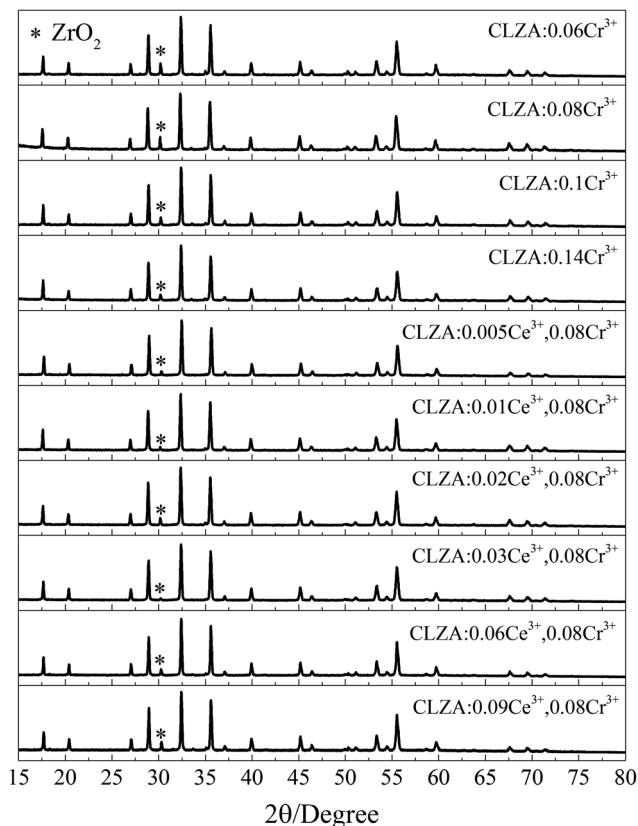 * ZrO₂
CLZA:0.06Cr³⁺
*
CLZA:0.08Cr³⁺
*
CLZA:0.1Cr³⁺
*
CLZA:0.14Cr³⁺
*
CLZA:0.005Ce³⁺,0.08Cr³⁺
*
CLZA:0.01Ce³⁺,0.08Cr³⁺
*
CLZA:0.02Ce³⁺,0.08Cr³⁺
*
CLZA:0.03Ce³⁺,0.08Cr³⁺
*
CLZA:0.06Ce³⁺,0.08Cr³⁺
*
CLZA:0.09Ce³⁺,0.08Cr³⁺
*
15 20 25 30 35 40 45 50 55 60 65 70 75 80
2θ/Degree